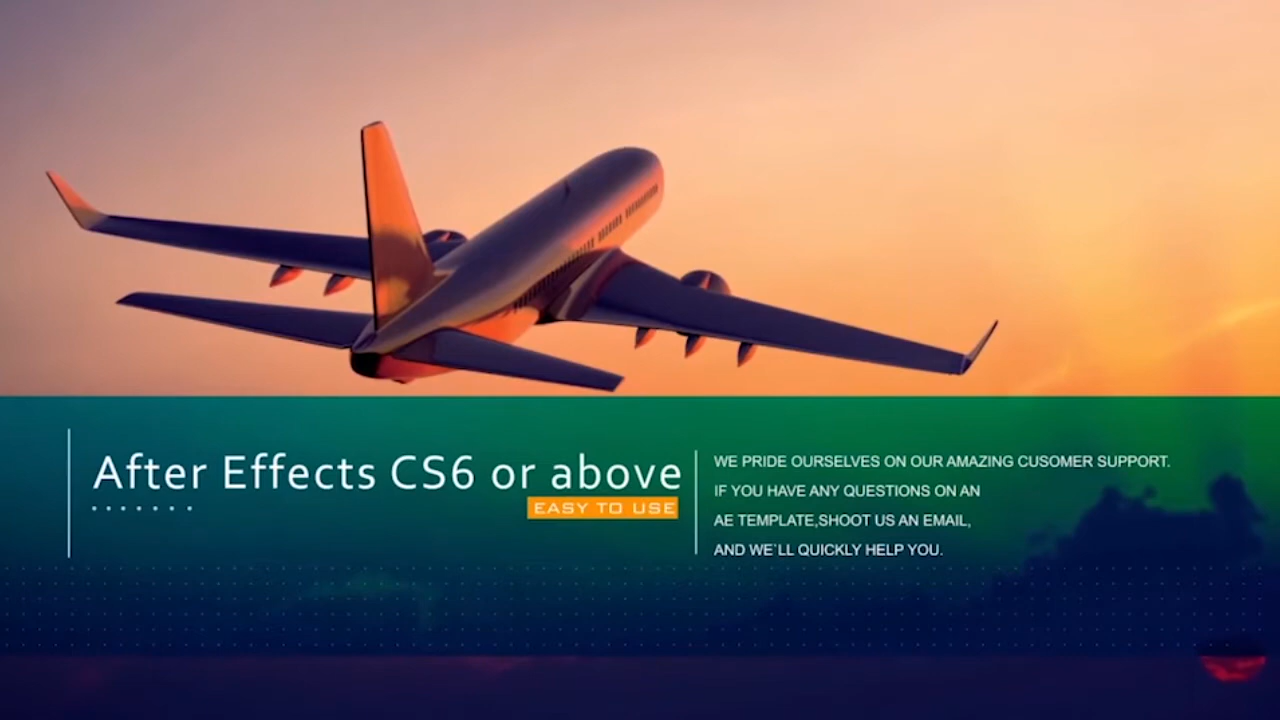 After Effects CS6 or above
EASY TO USE
WE PRIDE OURSELVES ON OUR AMAZING CUSOMER SUPPORT.
IF YOU HAVE ANY QUESTIONS ON AN
AE TEMPLATE,SHOOT US AN EMAIL,
AND WE`LL QUICKLY HELP YOU.